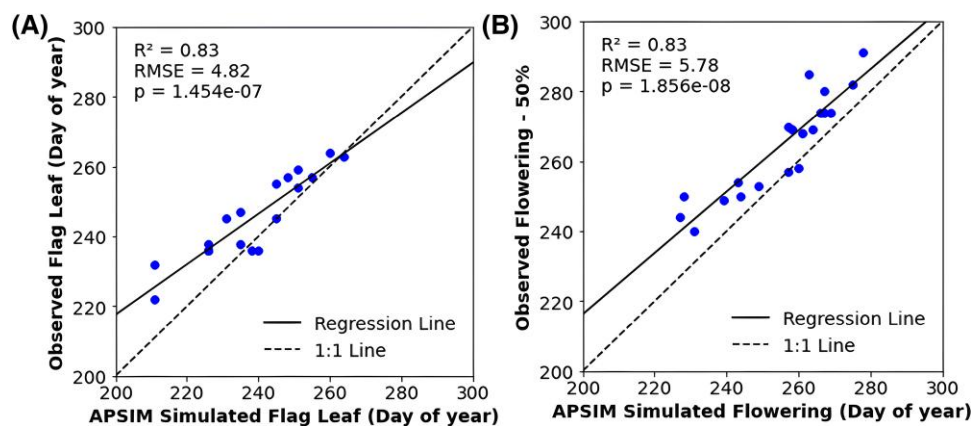 (A)
R² = 0.83
RMSE = 4.82
p = 1.454e-07
300
280
260
240
220
200
Observed Flag Leaf (Day of year)
Regression Line
1:1 Line
200 220 240 260 280 300
APSIM Simulated Flag Leaf (Day of year)
(B)
R² = 0.83
RMSE = 5.78
p = 1.856e-08
300
280
260
240
220
200
Observed Flowering - 50%
Regression Line
1:1 Line
200 220 240 260 280 300
APSIM Simulated Flowering (Day of year)